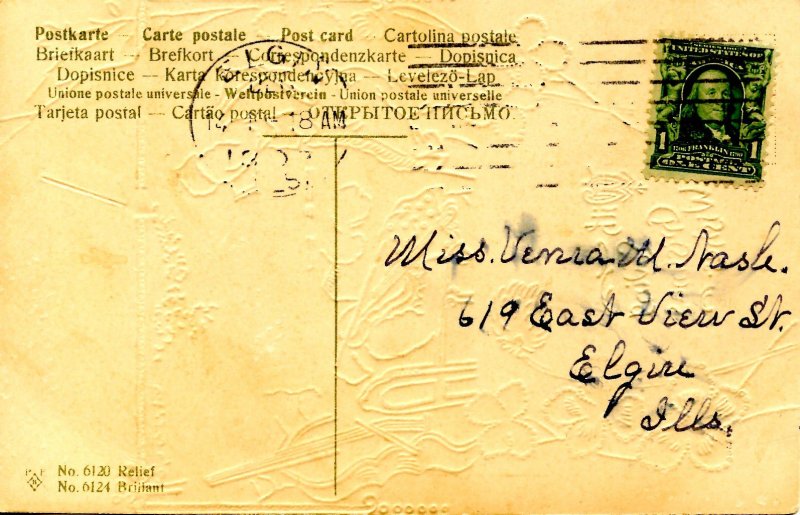 Postkarte — Carte postale — Post card — Cartolina postale
Briefkaart — Brefkort — Correspondenzkarte — Dopisnica
Dopisnice — Karta Korespondencyjna — Levelező-Lap
Unione postale universale - Weltpostverein - Union postale universelle
Tarjeta postal — Cartão postal — ОТКРЫТОЕ ПИСЬМО
8 AM
UNITED STATES OF
FRANKLIN
1 1
POSTAGE
ONE CENT
Miss. Venia M. Nash.
619 East View St.
Elgin
Ills.
No. 6120 Relief
No. 6124 Brillant